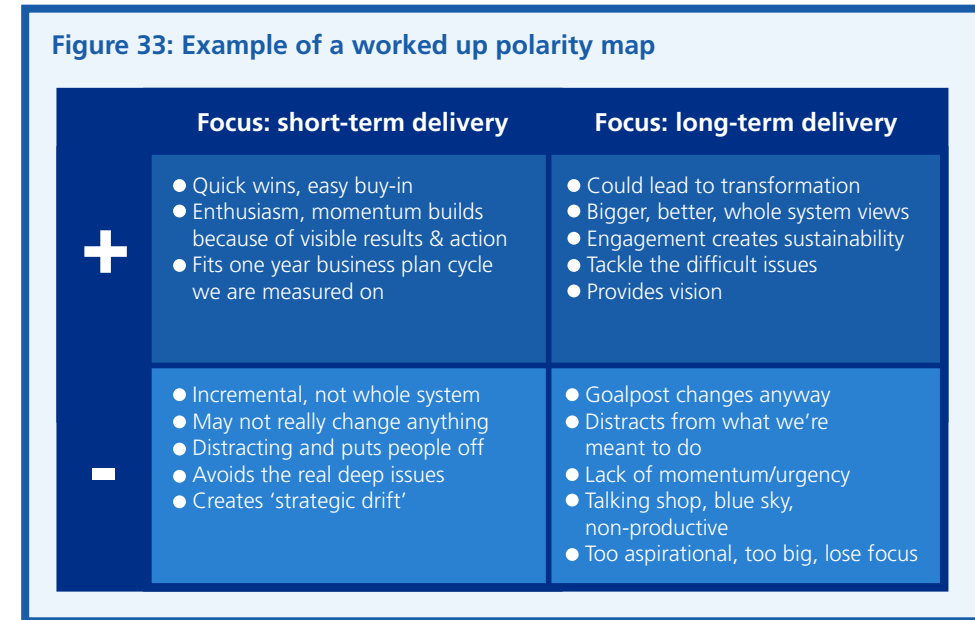 Figure 33: Example of a worked up polarity map
Focus: short-term delivery
Focus: long-term delivery
+
● Quick wins, easy buy-in
● Enthusiasm, momentum builds
because of visible results & action
● Fits one year business plan cycle
we are measured on
● Could lead to transformation
● Bigger, better, whole system views
● Engagement creates sustainability
● Tackle the difficult issues
● Provides vision
-
● Incremental, not whole system
● May not really change anything
● Distracting and puts people off
● Avoids the real deep issues
● Creates ‘strategic drift’
● Goalpost changes anyway
● Distracts from what we’re
meant to do
● Lack of momentum/urgency
● Talking shop, blue sky,
non-productive
● Too aspirational, too big, lose focus